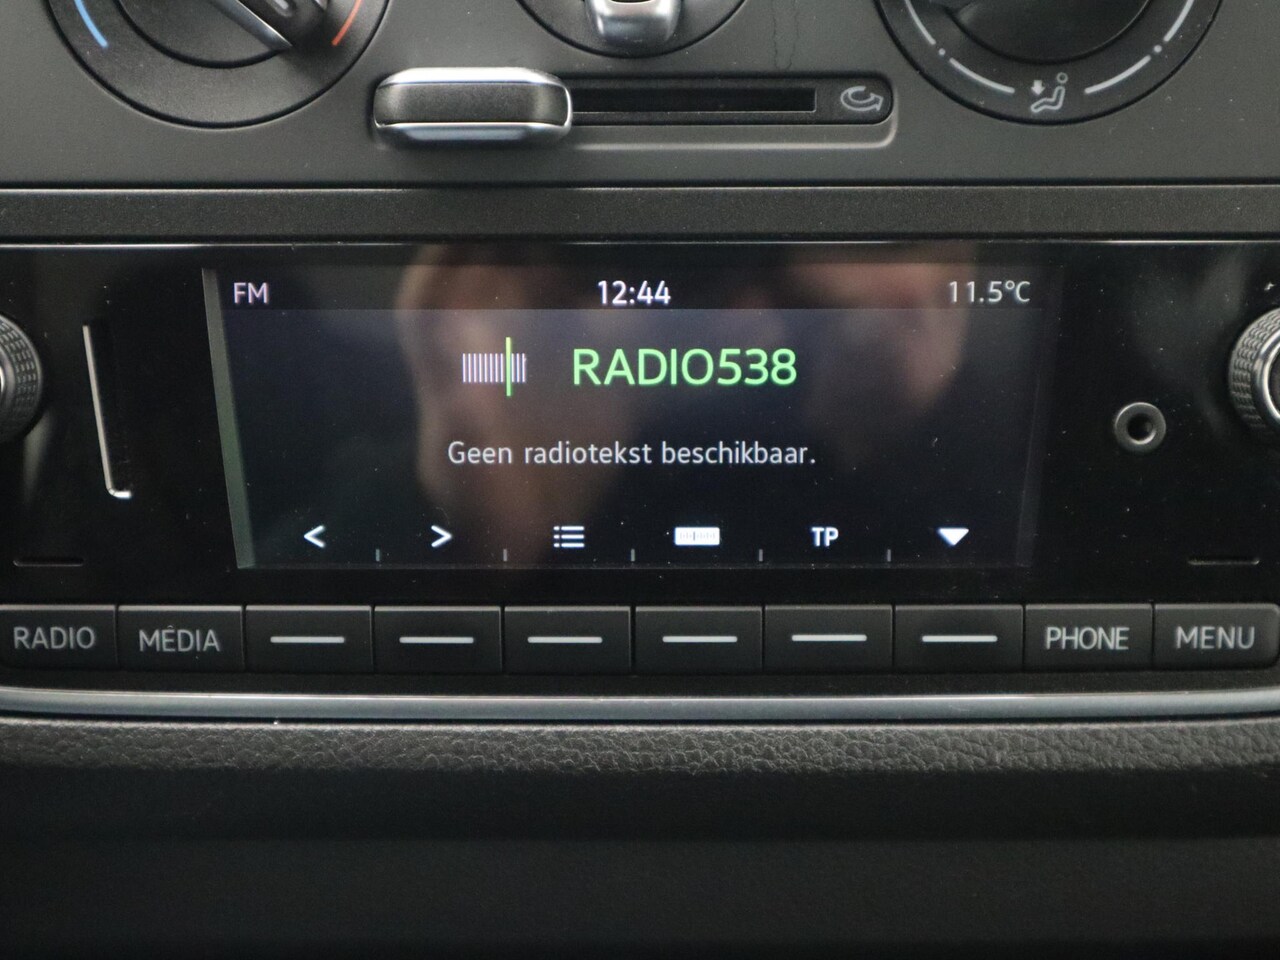 FM 12:44 11.5°C
RADIO538
Geen radiotekst beschikbaar.
< > TP
RADIO MEDIA PHONE MENU